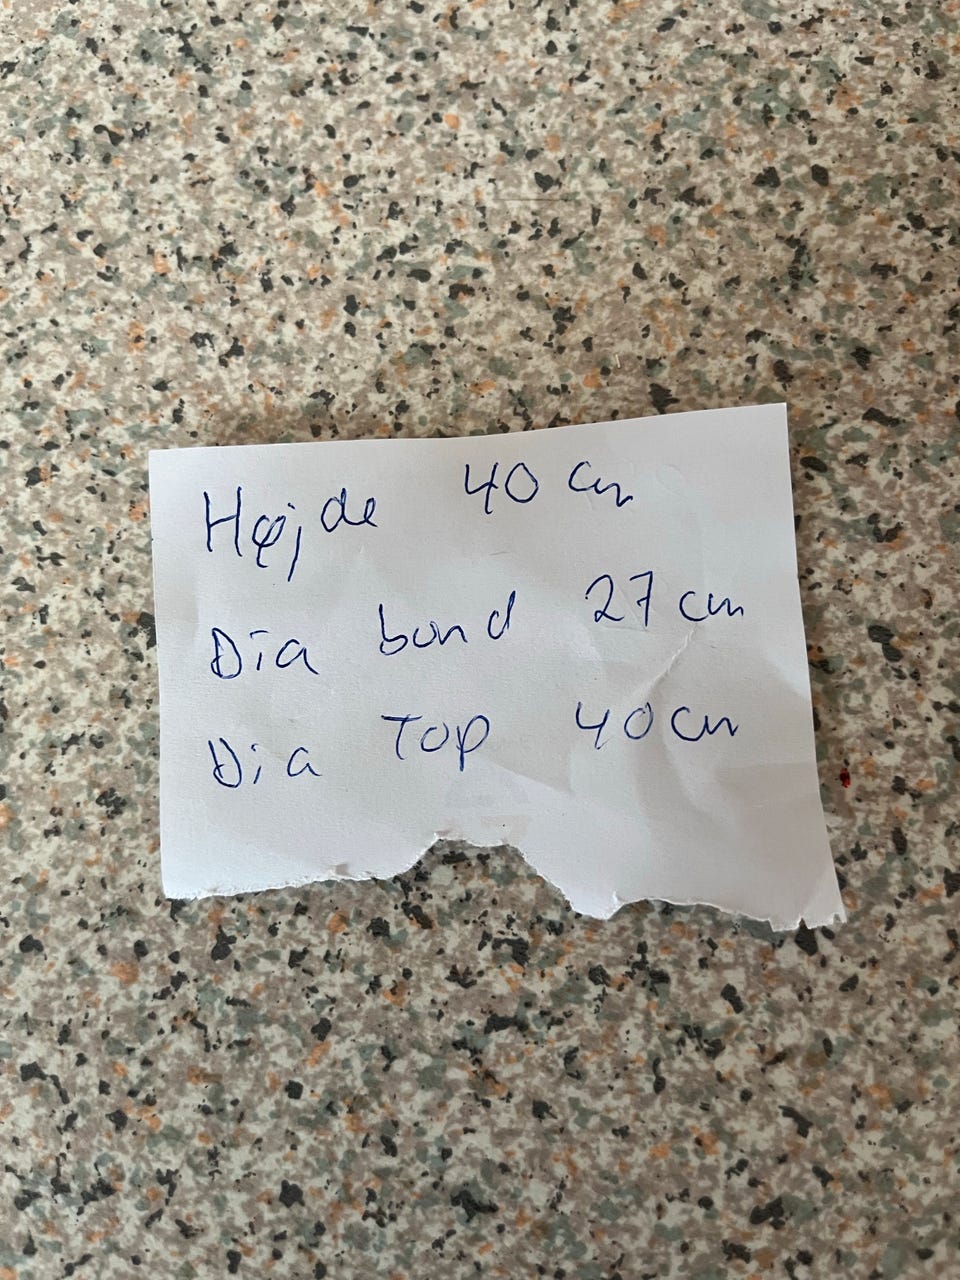 Højde 40 cm
Dia bund 27 cm
Dia Top 40 cm